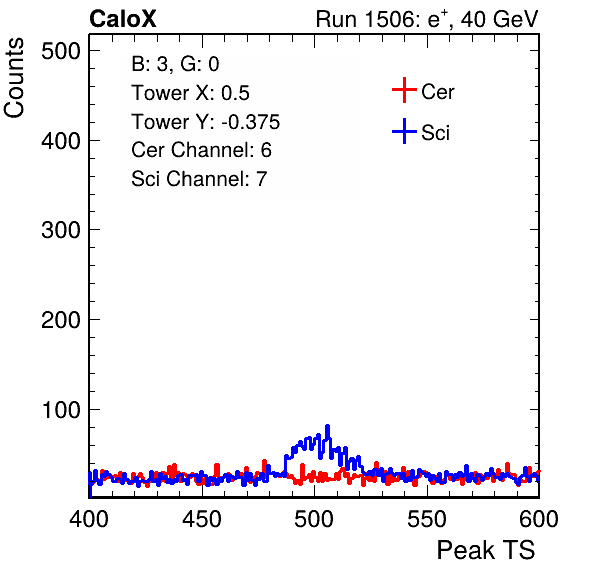 CaloX Run 1506: e+, 40 GeV
Counts
500
400
300
200
100
B: 3, G: 0
Tower X: 0.5
Tower Y: -0.375
Cer Channel: 6
Sci Channel: 7
Cer
Sci
400 450 500 550 600
Peak TS